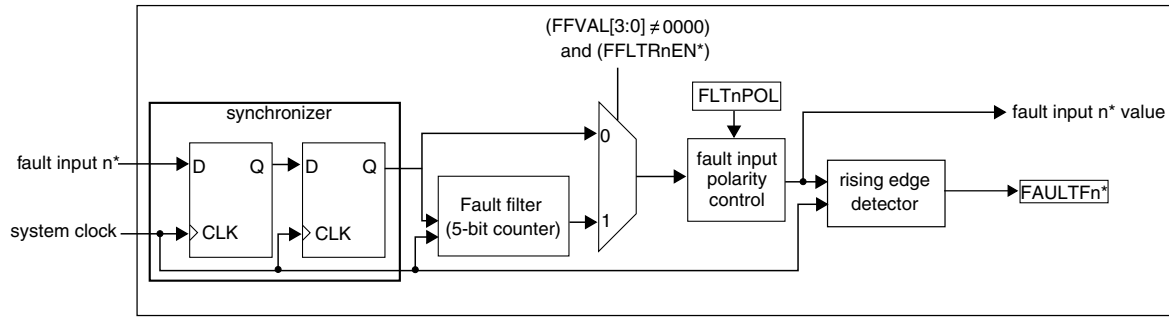 (FFVAL[3:0] ≠ 0000)
and (FFLTRnEN*)
synchronizer
FLTnPOL
fault input n* value
0
fault input n*
D
Q
D
Q
fault input
polarity
control
rising edge
detector
FAULTFn*
Fault filter
(5-bit counter)
1
system clock
CLK
CLK